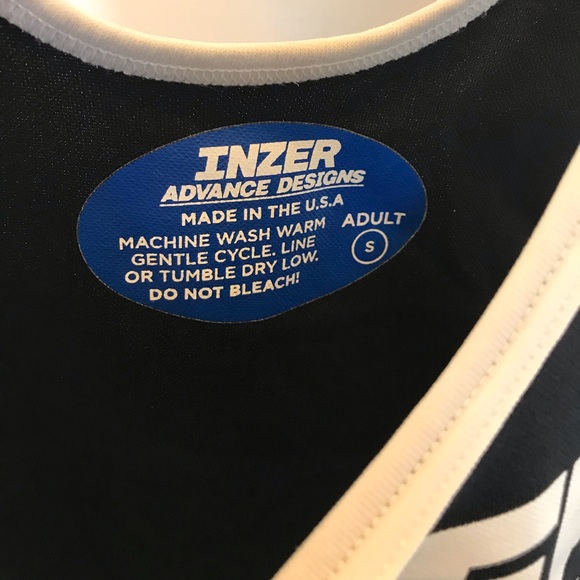 INZER
ADVANCE DESIGNS
MADE IN THE U.S.A
MACHINE WASH WARM
GENTLE CYCLE. LINE
OR TUMBLE DRY LOW.
DO NOT BLEACH!
ADULT
S